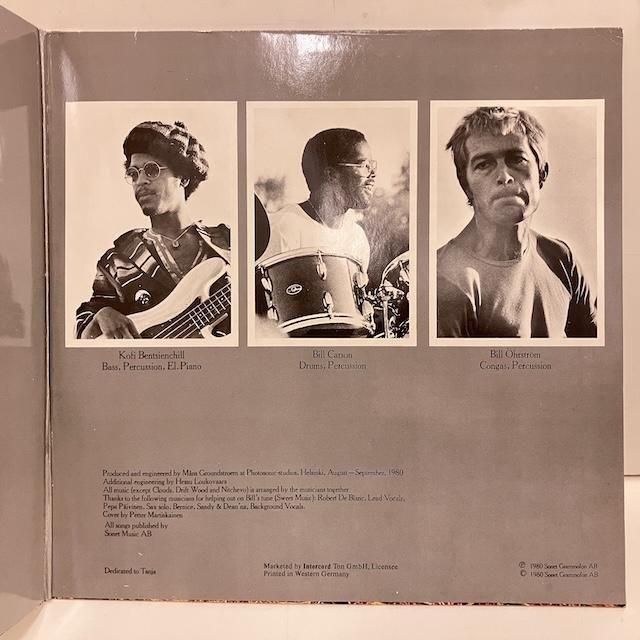 Kofi Bentsienchill
Bass, Percussion, El. Piano
Bill Carson
Drums, Percussion
Bill Öhrström
Congas, Percussion
Produced and engineered by Måns Groundstroem at Photosonic studios, Helsinki, August—September, 1980
Additional engineering by Hemu Loukovaara
All music (except Clouds, Drift Wood and Nitchevo) is arranged by the musicians together
Thanks to the following musicians for helping out on Bill's tune (Sweet Music): Robert De Blanc, Lead Vocals,
Pepa Päivinen, Sax solo, Bernice, Sandy & Dean'na, Background Vocals.
Cover by Petter Martiskainen
All songs published by
Sonet Music AB
Dedicated to Tanja
Marketed by Intercord Ton GmbH, Licensee
Printed in Western Germany
℗ 1980 Sonet Grammofon AB
© 1980 Sonet Grammofon AB